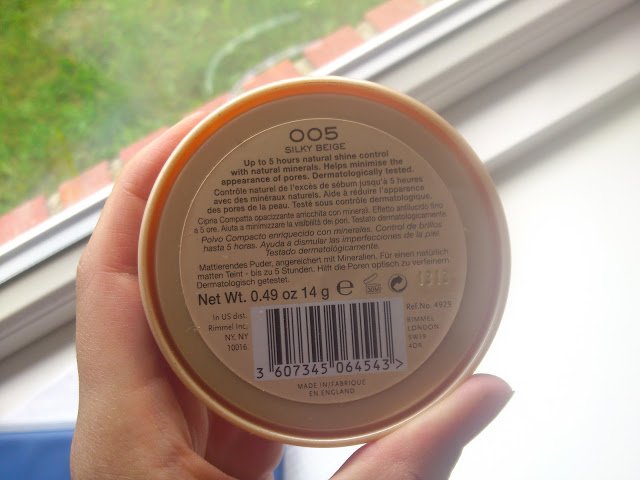 005
SILKY BEIGE
Up to 5 hours natural shine control
with natural minerals. Helps minimise the
appearance of pores. Dermatologically tested.
Contrôle naturel de l'excès de sébum jusqu'à 5 heures
avec des minéraux naturels. Aide à réduire l'apparence
des pores de la peau. Testé sous contrôle dermatologique.
Cipria Compatta opacizzante arricchita con minerali. Effetto antilucido fino
a 5 ore. Aiuta a minimizzare la visibilità dei pori. Testato dermatologicamente.
Polvo Compacto enriquecido con minerales. Control de brillos
hasta 5 horas. Ayuda a disimular las imperfecciones de la piel
Testado dermatológicamente.
Mattierendes Puder, angereichert mit Mineralien. Für einen natürlich
matten Teint - bis zu 5 Stunden. Hilft die Poren optisch zu verfeinern
Dermatologisch getestet.
Net Wt. 0.49 oz 14 g e 30M
In US dist.
Rimmel Inc.
NY, NY
10016
Ref.No. 4929
RIMMEL
LONDON
SW19
4DR
3 607345 064543 >
MADE IN/FABRIQUE
EN ENGLAND